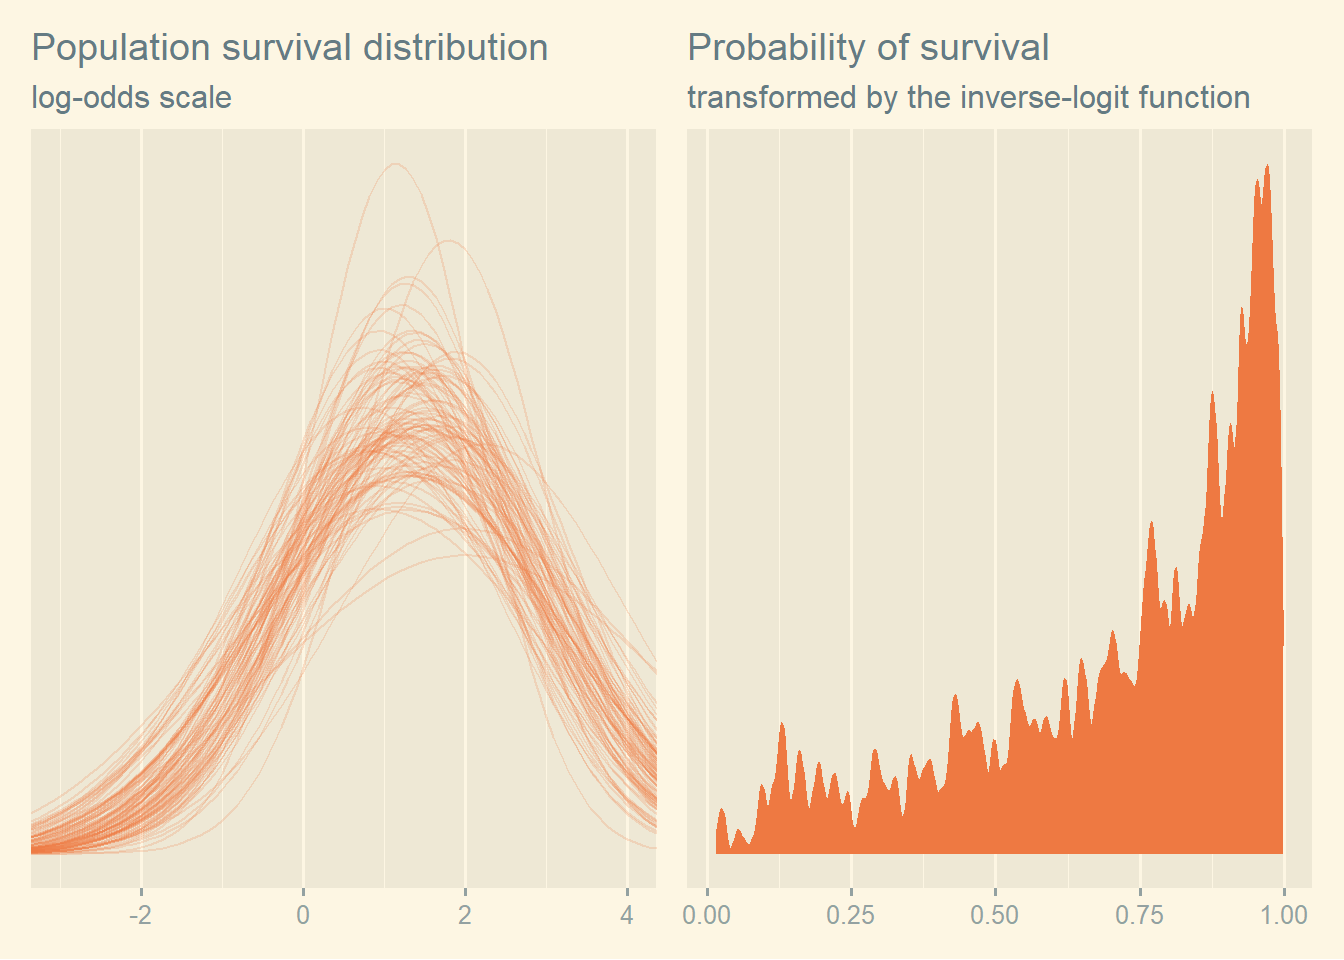 Population survival distribution
log-odds scale
-2 0 2 4
Probability of survival
transformed by the inverse-logit function
0.00 0.25 0.50 0.75 1.00